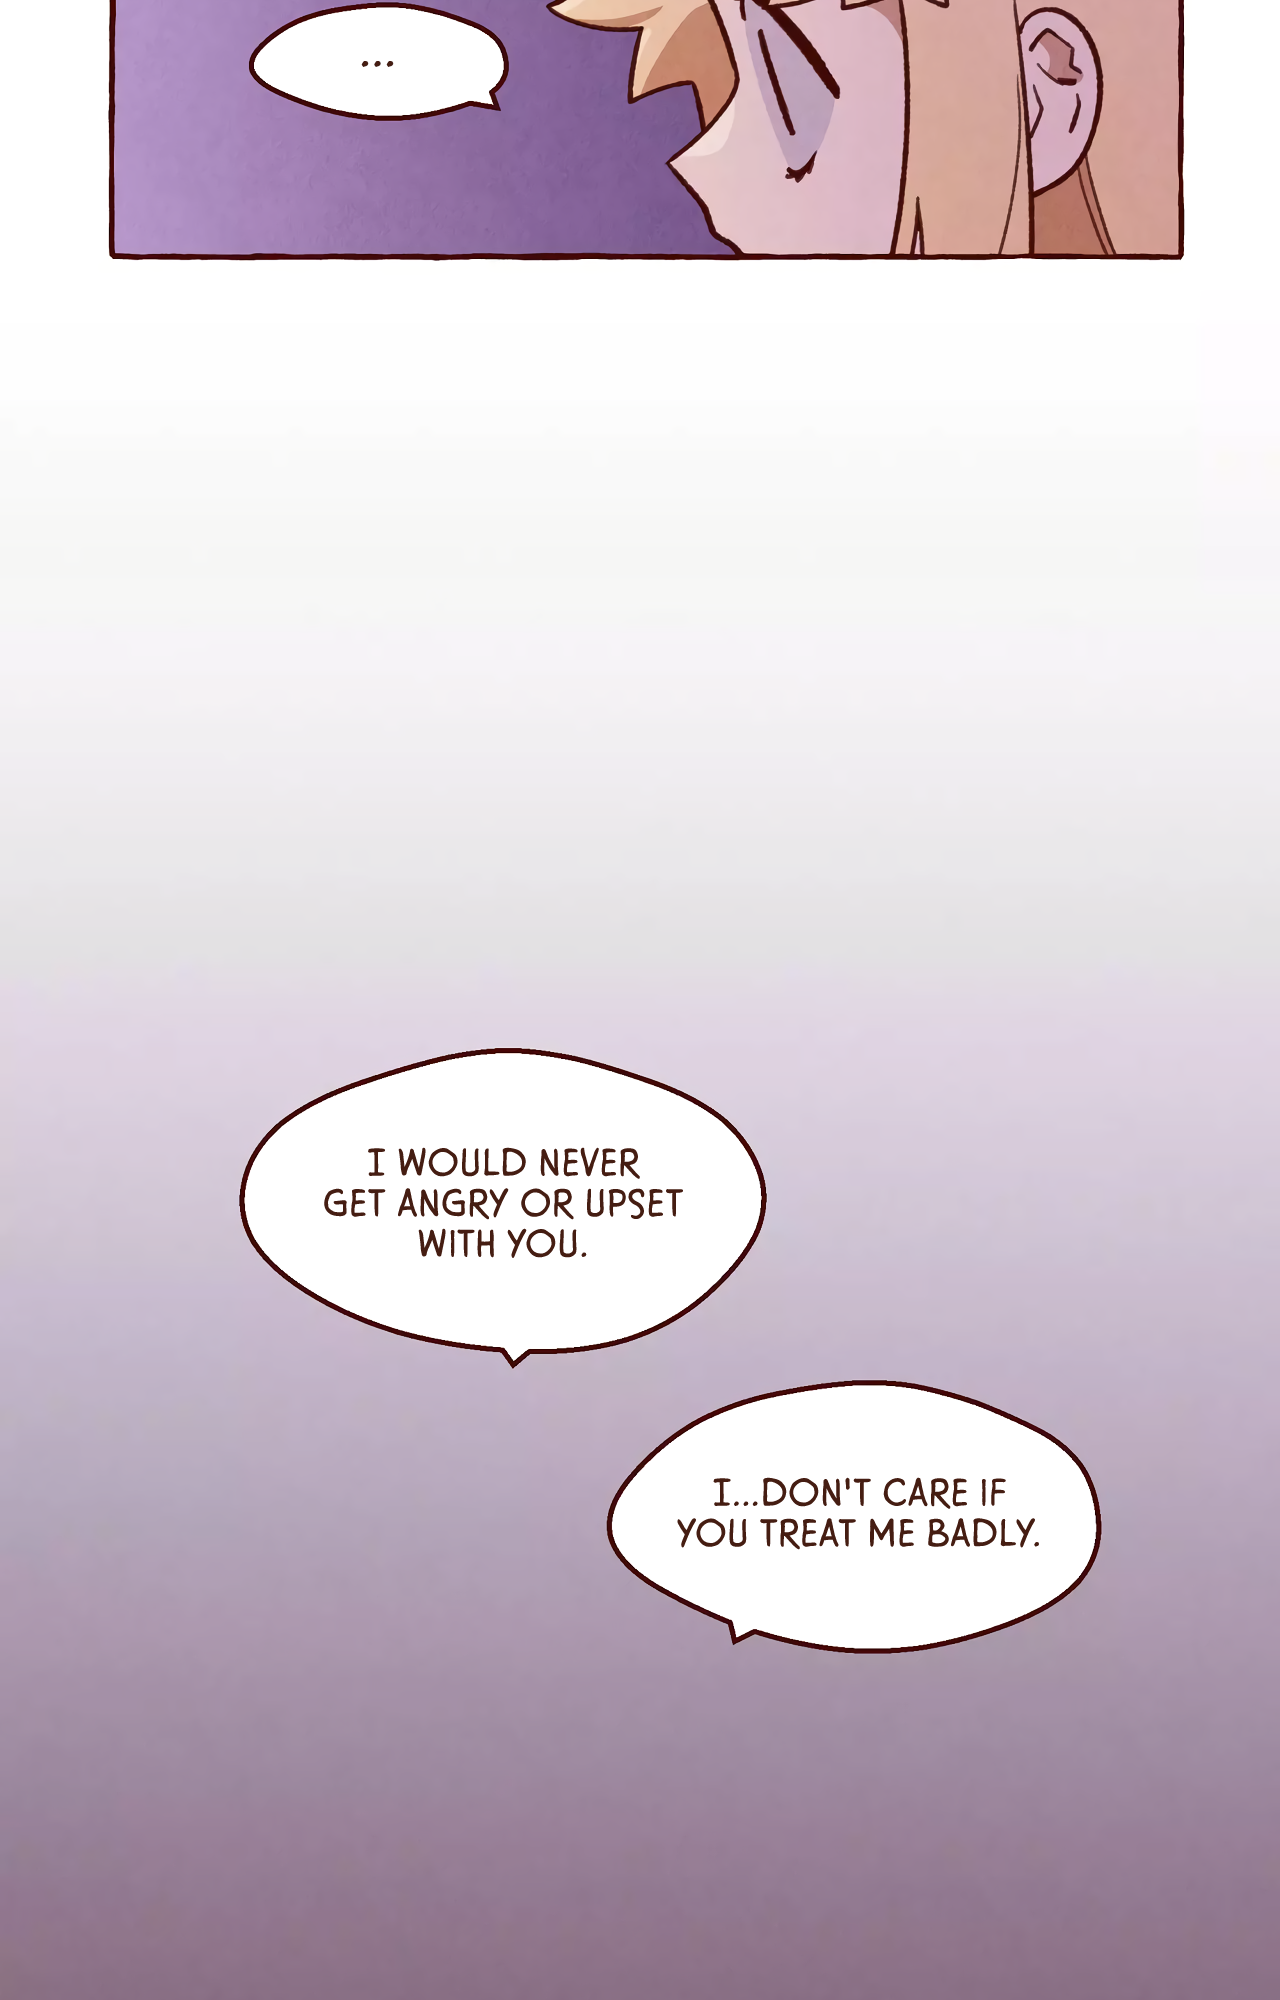 ...
I WOULD NEVER
GET ANGRY OR UPSET
WITH YOU.
I...DON'T CARE IF
YOU TREAT ME BADLY.